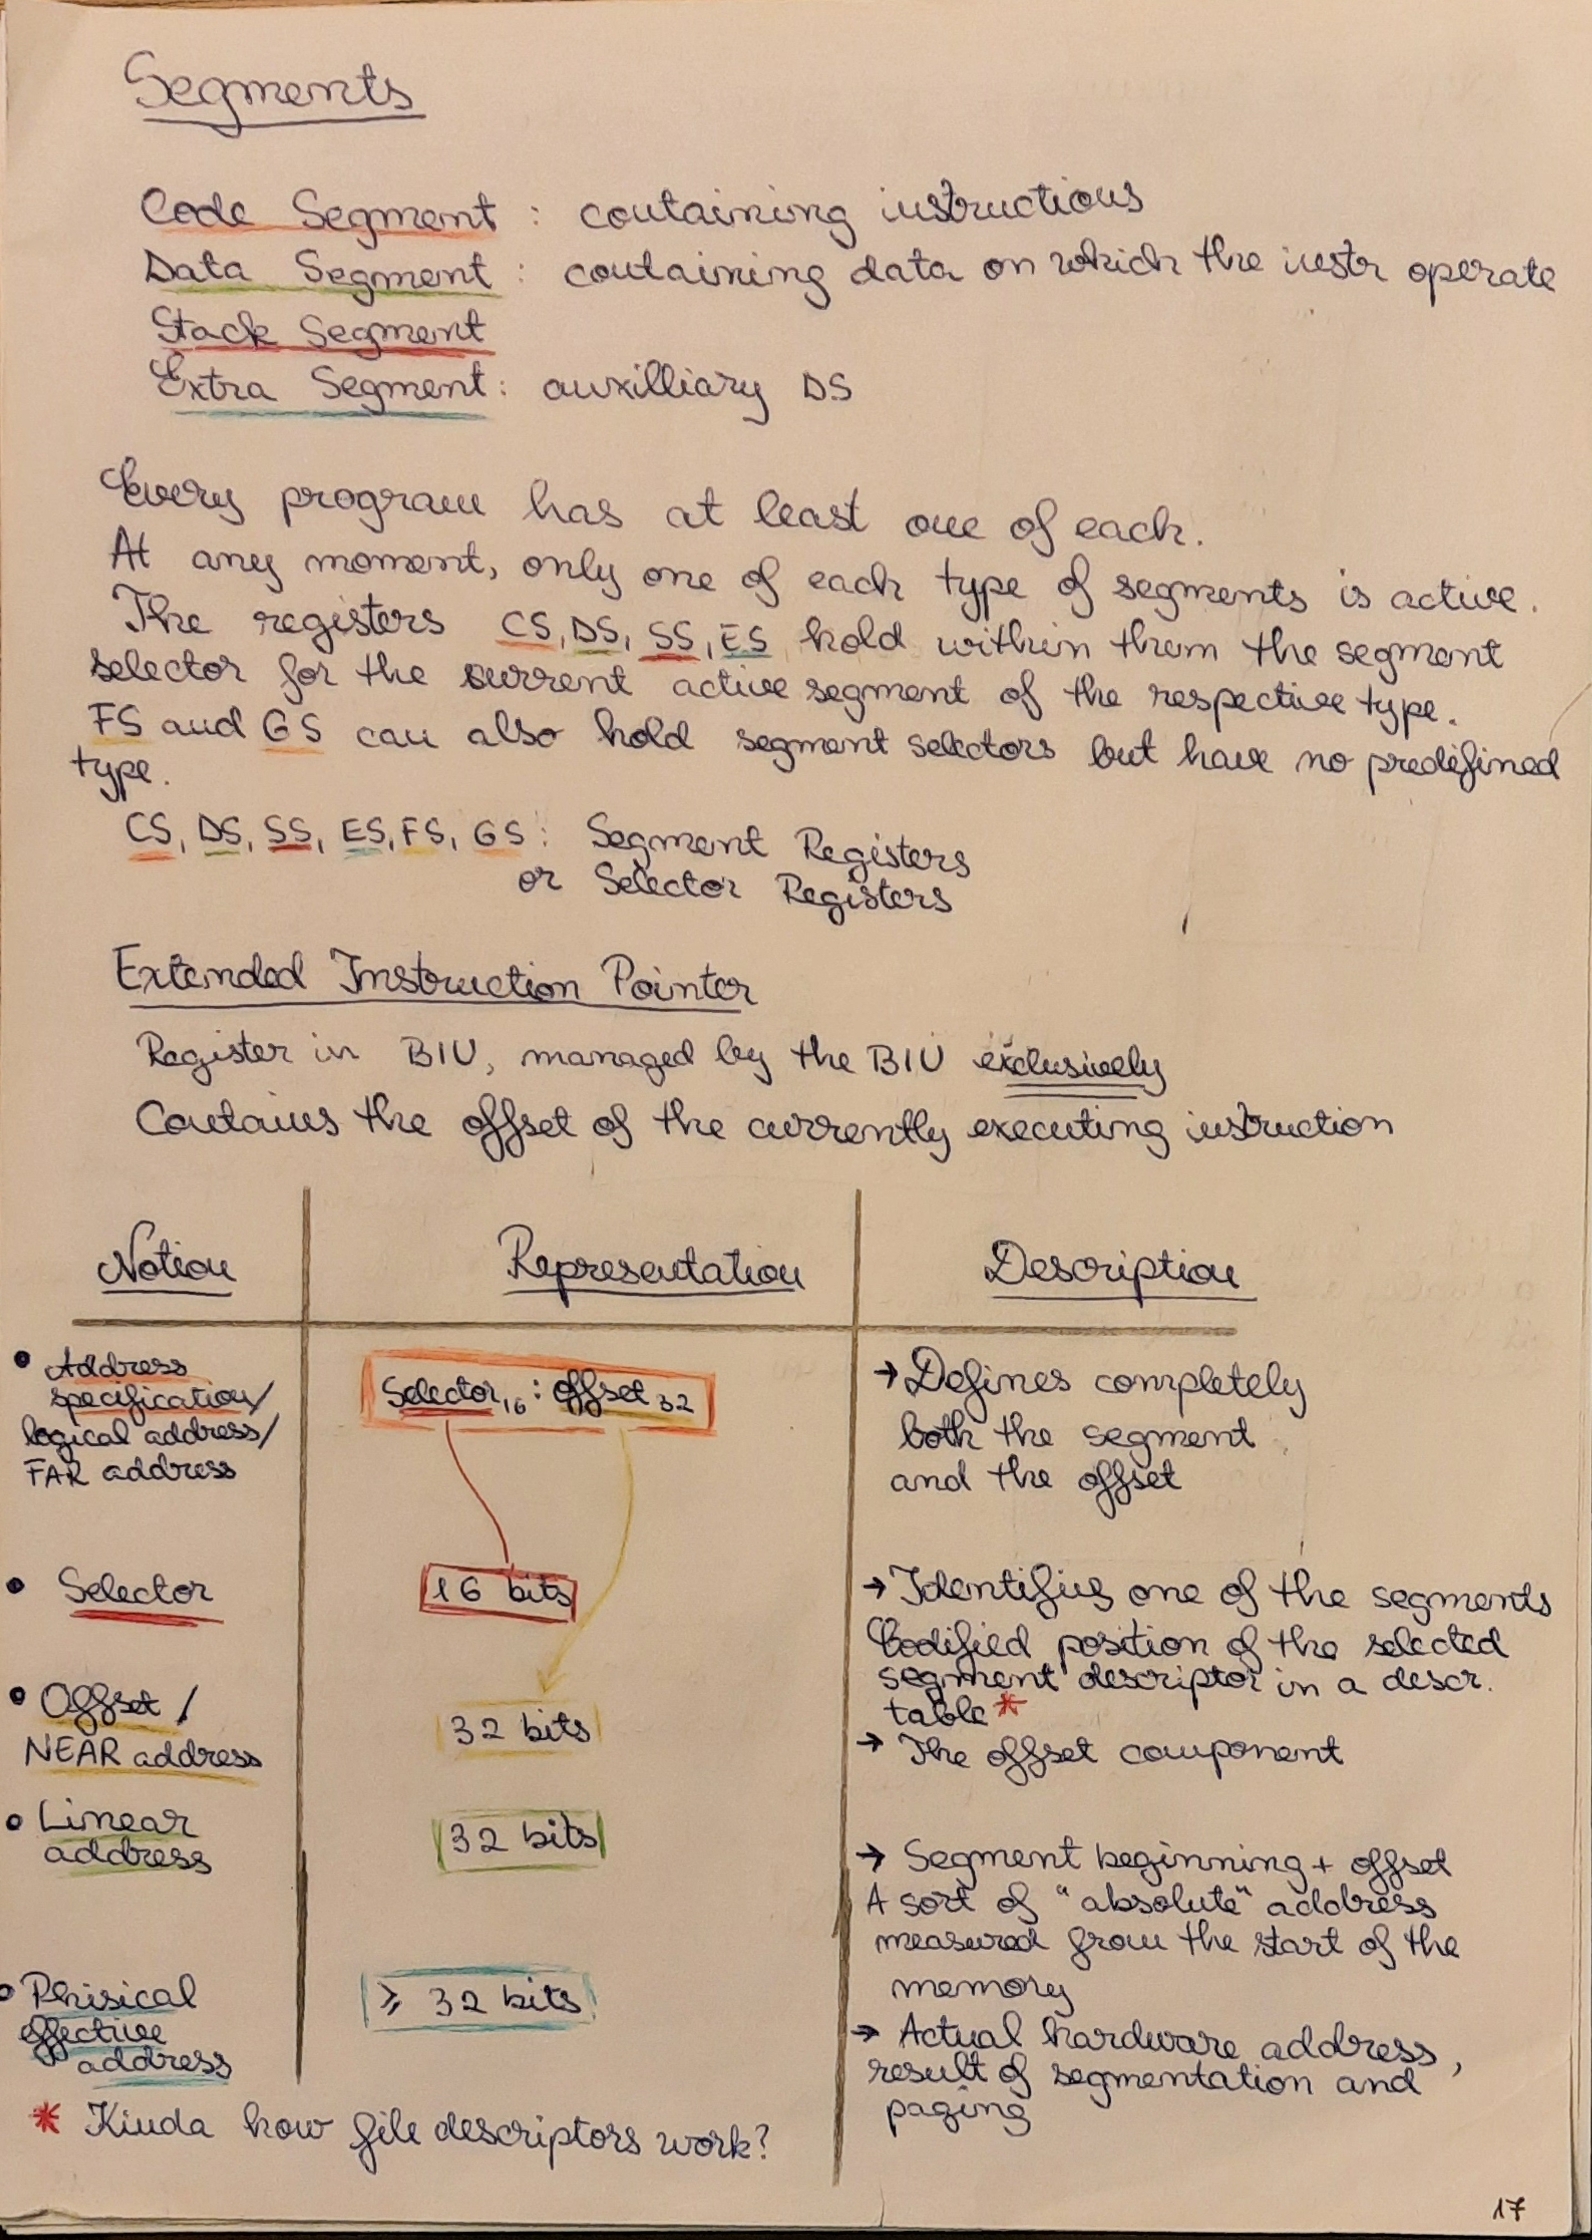 Segments
Code Segment : containing instructions
Data Segment : containing data on which the instr operate
Stack Segment
Extra Segment : auxilliary DS
Every program has at least one of each.
At any moment, only one of each type of segments is active.
The registers CS, DS, SS, ES hold within them the segment
selector for the current active segment of the respective type.
FS and GS can also hold segment selectors but have no predefined
type.
CS, DS, SS, ES, FS, GS : Segment Registers
or Selector Registers
Extended Instruction Pointer
Register in BIU, managed by the BIU exclusively
Contains the offset of the currently executing instruction
Notion Representation Description
• Address
specification/
logical address/
FAR address
Selector16 : offset32
→ Defines completely
both the segment
and the offset
• Selector
16 bits
→ Identifies one of the segments
Codified position of the selected
segment descriptor in a descr.
table *
• Offset /
NEAR address
32 bits
→ The offset component
• Linear
address
32 bits
→ Segment beginning + offset
A sort of "absolute" address
measured from the start of the
memory
• Phisical
effective
address
≥ 32 bits
→ Actual hardware address,
result of segmentation and
paging
* Kinda how file descriptors work?
17